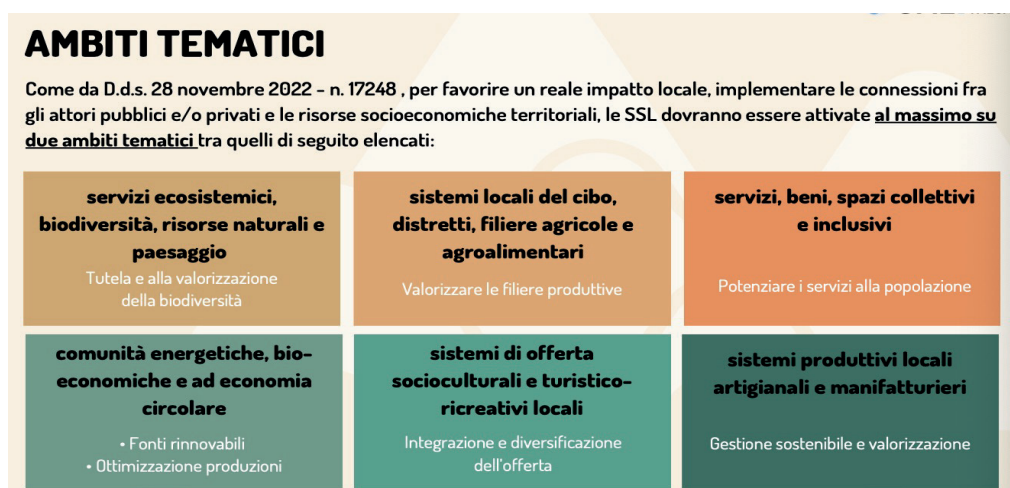 AMBITI TEMATICI
Come da D.d.s. 28 novembre 2022 – n. 17248 , per favorire un reale impatto locale, implementare le connessioni fra
gli attori pubblici e/o privati e le risorse socioeconomiche territoriali, le SSL dovranno essere attivate al massimo su
due ambiti tematici tra quelli di seguito elencati:
servizi ecosistemici,
biodiversità, risorse naturali e
paesaggio
Tutela e alla valorizzazione
della biodiversità
sistemi locali del cibo,
distretti, filiere agricole e
agroalimentari
Valorizzare le filiere produttive
servizi, beni, spazi collettivi
e inclusivi
Potenziare i servizi alla popolazione
comunità energetiche, bio-
economiche e ad economia
circolare
• Fonti rinnovabili
• Ottimizzazione produzioni
sistemi di offerta
socioculturali e turistico-
ricreativi locali
Integrazione e diversificazione
dell'offerta
sistemi produttivi locali
artigianali e manifatturieri
Gestione sostenibile e valorizzazione